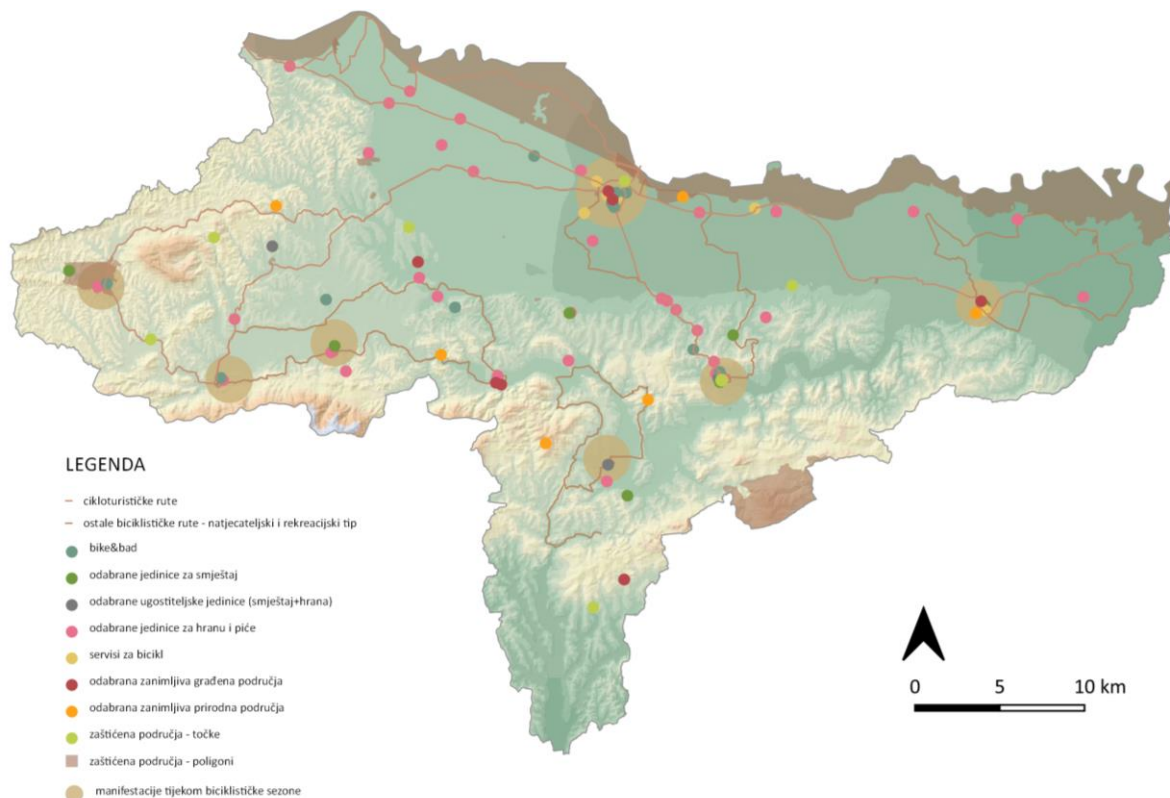 LEGENDA
cikloturističke rute
ostale biciklističke rute - natjecateljski i rekreacijski tip
bike&bad
odabrane jedinice za smještaj
odabrane ugostiteljske jedinice (smještaj+hrana)
odabrane jedinice za hranu i piće
servisi za bicikl
odabrana zanimljiva građena područja
odabrana zanimljiva prirodna područja
zaštićena područja - točke
zaštićena područja - poligoni
manifestacije tijekom biciklističke sezone
0 5 10 km